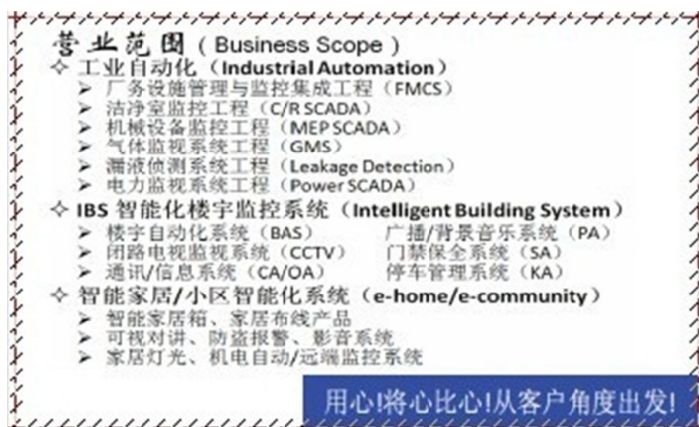 营业范围（Business Scope）
✧ 工业自动化（Industrial Automation）
➤ 厂务设施管理与监控集成工程（FMCS）
➤ 洁净室监控工程（C/R SCADA）
➤ 机械设备监控工程（MEP SCADA）
➤ 气体监视系统工程（GMS）
➤ 漏液侦测系统工程（Leakage Detection）
➤ 电力监视系统工程（Power SCADA）
✧ IBS 智能化楼宇监控系统（Intelligent Building System）
➤ 楼宇自动化系统（BAS） 广播/背景音乐系统（PA）
➤ 闭路电视监视系统（CCTV） 门禁保全系统（SA）
➤ 通讯/信息系统（CA/OA） 停车管理系统（KA）
✧ 智能家居/小区智能化系统（e-home/e-community）
➤ 智能家居箱、家居布线产品
➤ 可视对讲、防盗报警、影音系统
➤ 家居灯光、机电自动/远端监控系统
用心!将心比心!从客户角度出发!